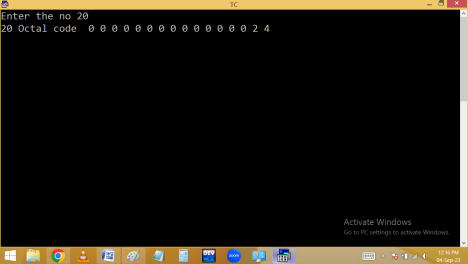 TC
Enter the no 20
20 Octal code  0 0 0 0 0 0 0 0 0 0 0 0 0 0 2 4
Activate Windows
Go to PC settings to activate Windows.
DEV
zoom
12:16 PM
04-Sep-23